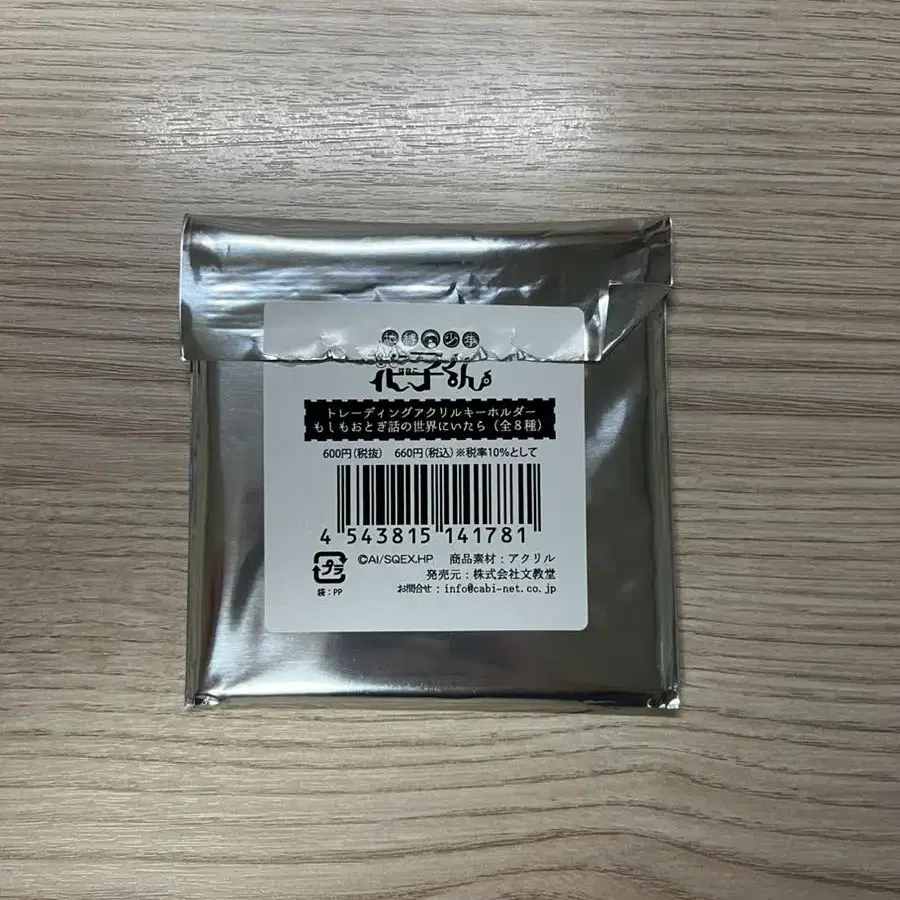 地縛少年
花子くん
はなこ
トレーディングアクリルキーホルダー
もしもおとぎ話の世界にいたら（全8種）
600円（税抜） 660円（税込）※税率10%として
4 543815 141781
プラ
©AI/SQEX.HP 商品素材：アクリル
袋：PP
発売元：株式会社文教堂
お問合せ：info@cabi-net.co.jp